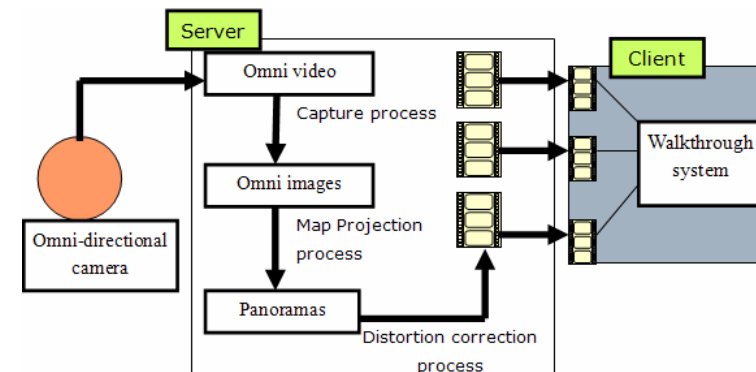 Server
Omni video
Capture process
Omni images
Map Projection
process
Panoramas
Distortion correction
process
Omni-directional
camera
Client
Walkthrough
system